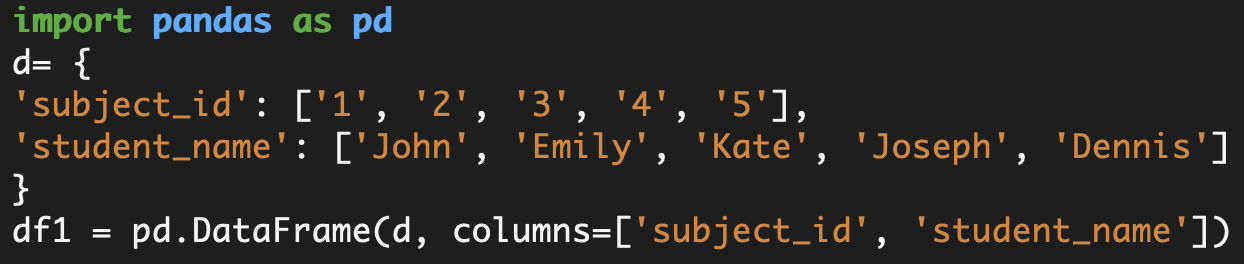 import pandas as pd
d= {
'subject_id': ['1', '2', '3', '4', '5'],
'student_name': ['John', 'Emily', 'Kate', 'Joseph', 'Dennis']
}
df1 = pd.DataFrame(d, columns=['subject_id', 'student_name'])